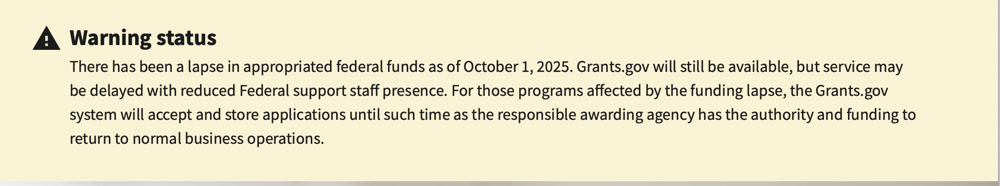 Warning status
There has been a lapse in appropriated federal funds as of October 1, 2025. Grants.gov will still be available, but service may
be delayed with reduced Federal support staff presence. For those programs affected by the funding lapse, the Grants.gov
system will accept and store applications until such time as the responsible awarding agency has the authority and funding to
return to normal business operations.